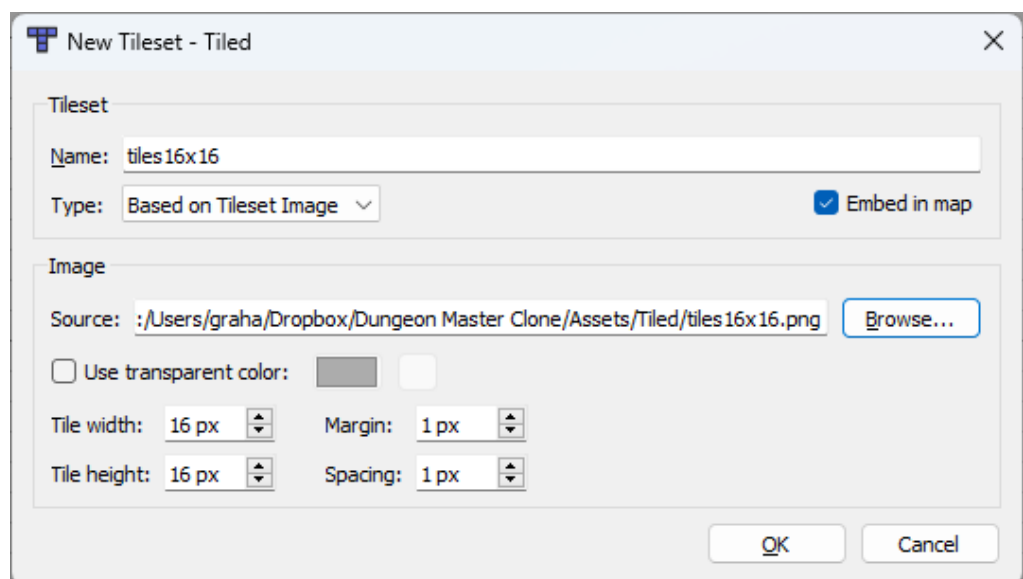 New Tileset - Tiled
Tileset
Name: tiles16x16
Type: Based on Tileset Image Embed in map
Image
Source: :/Users/graha/Dropbox/Dungeon Master Clone/Assets/Tiled/tiles16x16.png Browse...
Use transparent color:
Tile width: 16 px Margin: 1 px
Tile height: 16 px Spacing: 1 px
OK Cancel